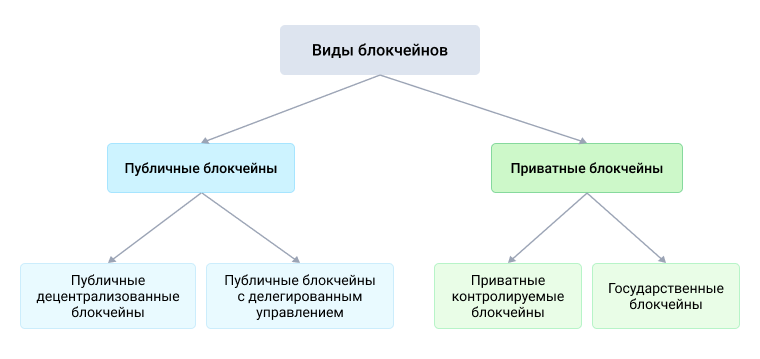 Виды блокчейнов
Публичные блокчейны
Приватные блокчейны
Публичные
децентрализованные
блокчейны
Публичные блокчейны
с делегированным
управлением
Приватные
контролируемые
блокчейны
Государственные
блокчейны